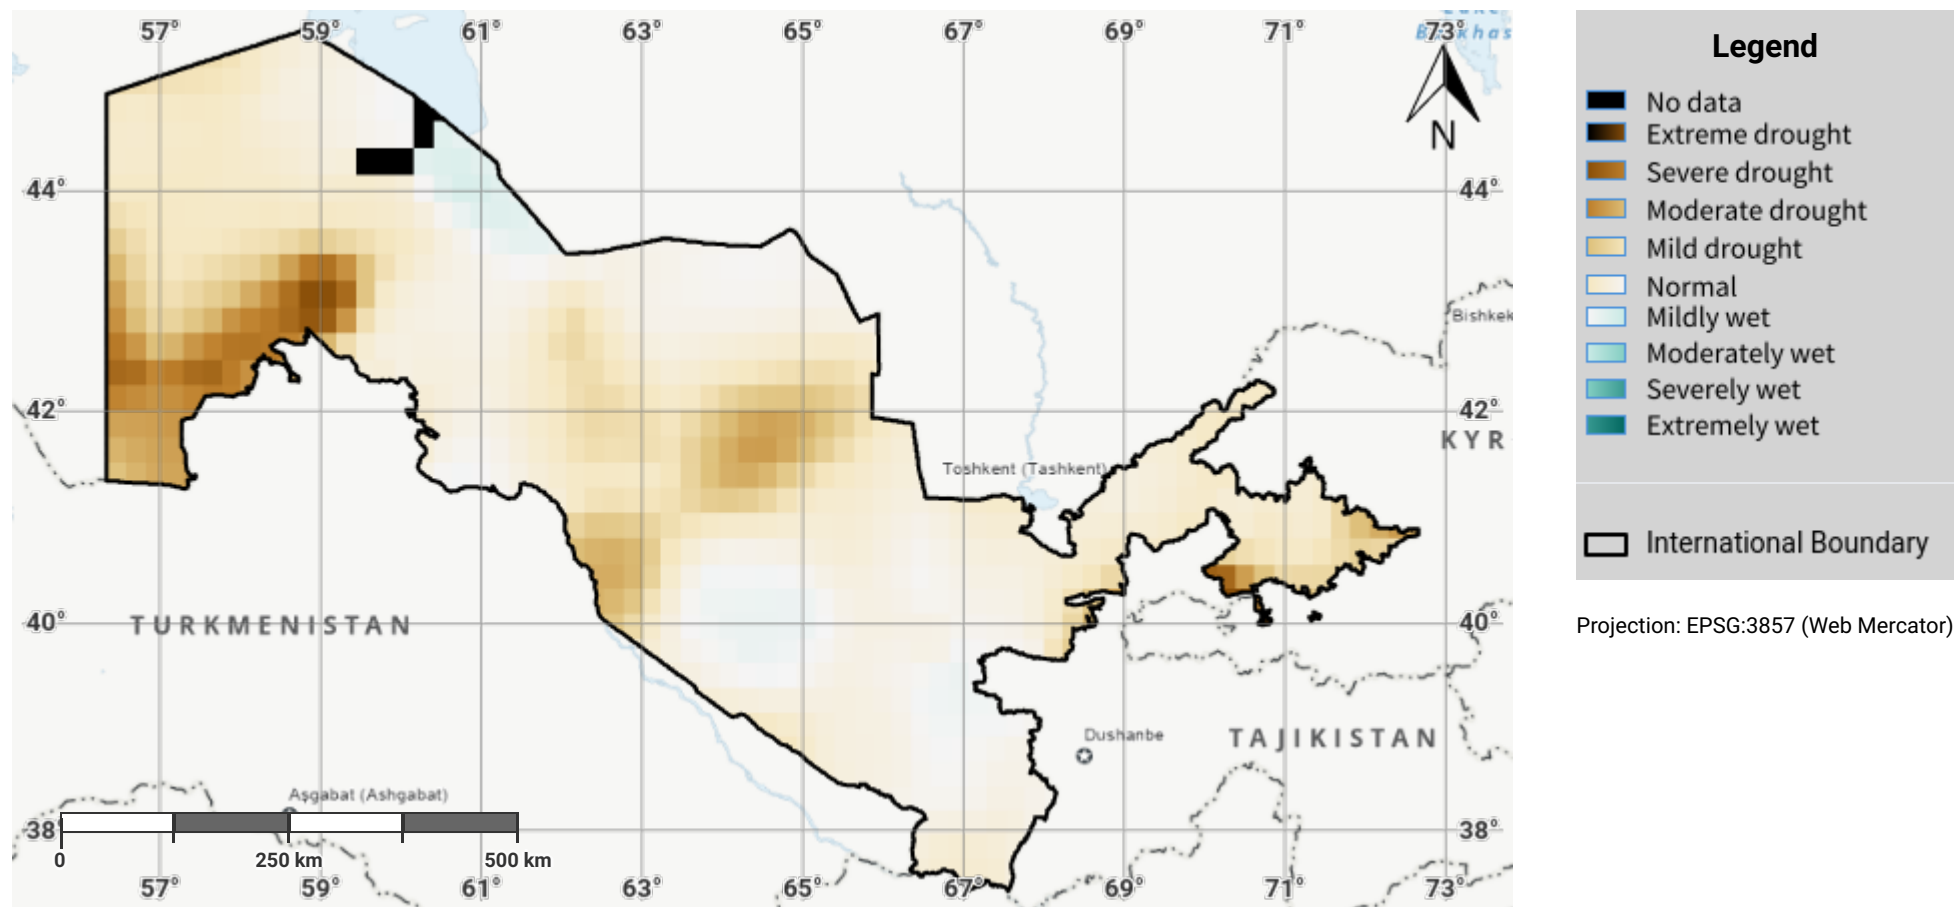 57° 59° 61° 63° 65° 67° 69° 71° 73°
N
44° 44°
Bishkek
42° 42°
KYR
Toshkent (Tashkent)
40° 40°
TURKMENISTAN
Dushanbe
TAJIKISTAN
Aşgabat (Ashgabat)
38° 38°
0 250 km 500 km
57° 59° 61° 63° 65° 67° 69° 71° 73°
Legend
No data
Extreme drought
Severe drought
Moderate drought
Mild drought
Normal
Mildly wet
Moderately wet
Severely wet
Extremely wet
International Boundary
Projection: EPSG:3857 (Web Mercator)